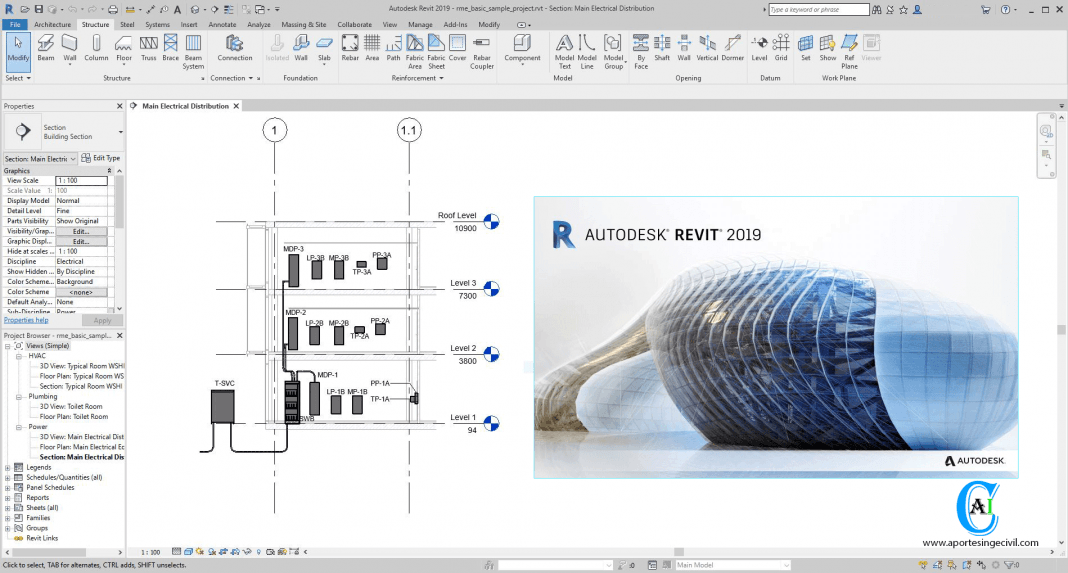 Autodesk Revit 2019 - rme_basic_sample_project.rvt - Section: Main Electrical Distribution
Type a keyword or phrase
File Architecture Structure Steel Systems Insert Annotate Analyze Massing & Site Collaborate View Manage Add-Ins Modify
Modify Beam Wall Column Floor Truss Brace Beam System Connection Isolated Wall Slab Rebar Area Path Fabric Area Fabric Sheet Cover Rebar Coupler Component Model Text Model Line Model Group By Face Shaft Wall Vertical Dormer Level Grid Set Show Ref Plane Viewer
Select Structure Connection Foundation Reinforcement Model Opening Datum Work Plane
Properties
Main Electrical Distribution
Section
Building Section
Section: Main Electri Edit Type
Graphics
View Scale 1 : 100
Scale Value 1: 100
Display Model Normal
Detail Level Fine
Parts Visibility Show Original
Visibility/Grap... Edit...
Graphic Displ... Edit...
Hide at scales ... 1 : 100
Discipline Electrical
Show Hidden ... By Discipline
Color Scheme... Background
Color Scheme <none>
Default Analy... None
Sub-Discipline Power
Properties help Apply
Project Browser - rme_basic_sampl...
Views (Simple)
HVAC
3D View: Typical Room WSHI
Floor Plan: Typical Room WS
Section: Typical Room WSHI
Plumbing
3D View: Toilet Room
Floor Plan: Toilet Room
Power
3D View: Main Electrical Dist
Floor Plan: Main Electrical Ec
Section: Main Electrical Dis
Legends
Schedules/Quantities (all)
Panel Schedules
Reports
Sheets (all)
Families
Groups
Revit Links
1
1.1
Roof Level
10900
MDP-3
LP-3B
MP-3B
TP-3A
PP-3A
Level 3
7300
MDP-2
LP-2B
MP-2B
TP-2A
PP-2A
Level 2
3800
T-SVC
MDP-1
LP-1B
MP-1B
PP-1A
TP-1A
SWB
Level 1
94
AUTODESK® REVIT® 2019
AUTODESK.
CAI
www.aportesingecivil.com
1 : 100
Click to select, TAB for alternates, CTRL adds, SHIFT unselects.
:0
Main Model
:0